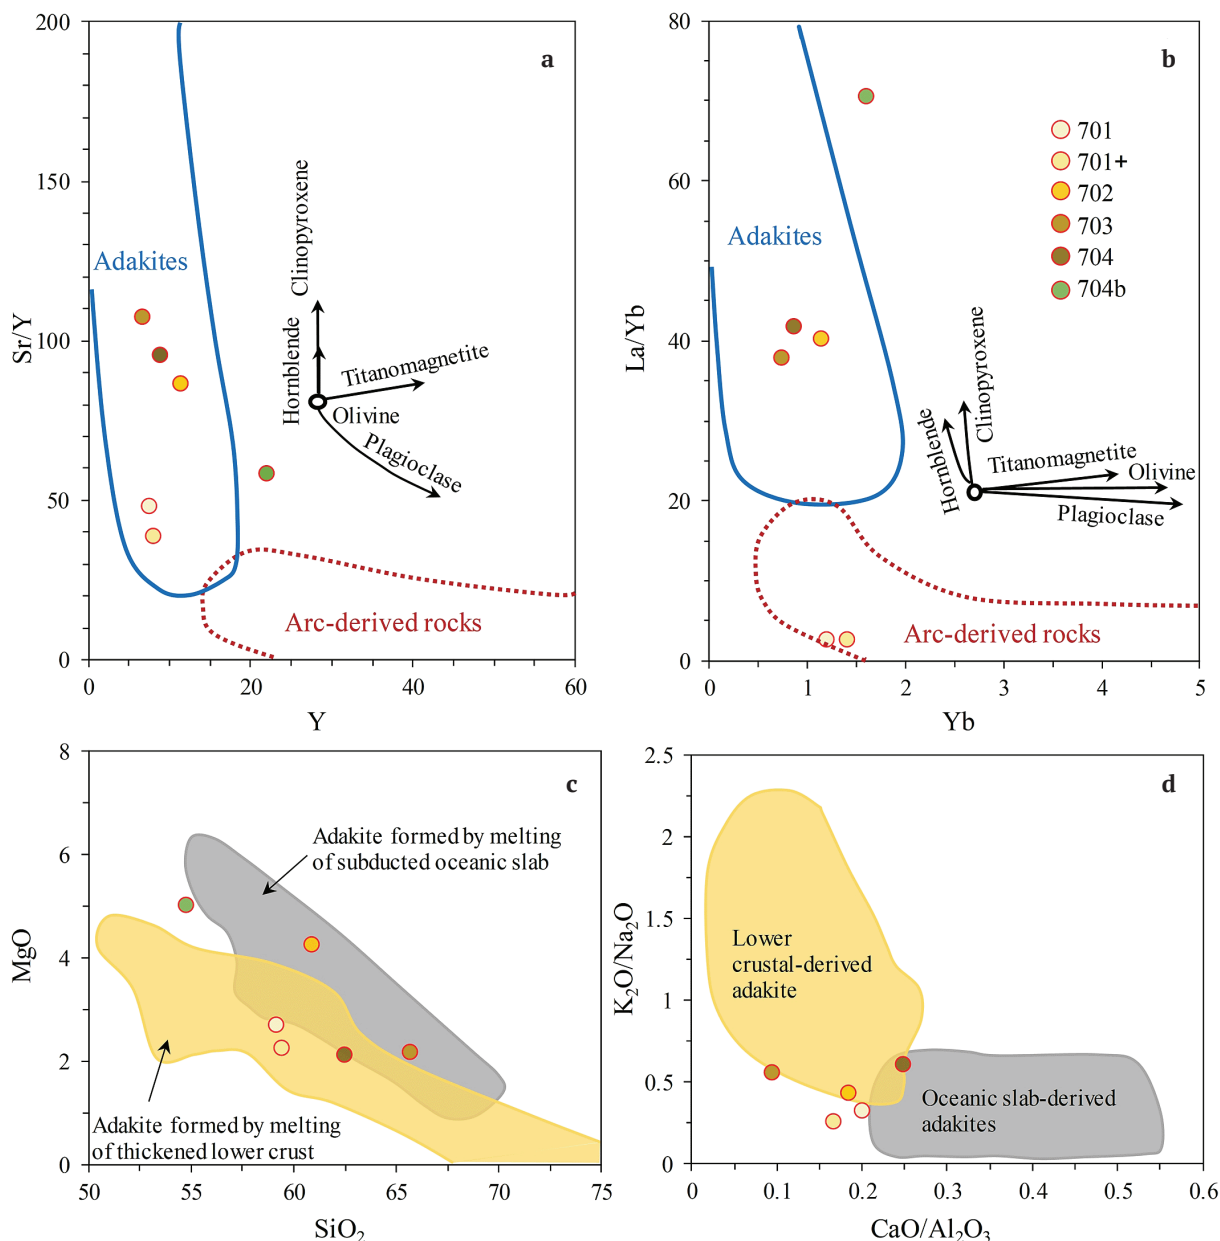 a
200
150
100
50
0
Sr/Y
Adakites
Clinopyroxene
Hornblende
Titanomagnetite
Olivine
Plagioclase
Arc-derived rocks
0
20
40
60
Y
b
80
60
40
20
0
La/Yb
701
701+
702
703
704
704b
Adakites
Clinopyroxene
Hornblende
Titanomagnetite
Olivine
Plagioclase
Arc-derived rocks
0
1
2
3
4
5
Yb
c
8
6
4
2
0
MgO
Adakite formed by melting
of subducted oceanic slab
Adakite formed by melting
of thickened lower crust
50
55
60
65
70
75
SiO₂
d
2.5
2
1.5
1
0.5
0
K₂O/Na₂O
Lower
crustal-derived
adakite
Oceanic slab-derived
adakites
0
0.1
0.2
0.3
0.4
0.5
0.6
CaO/Al₂O₃